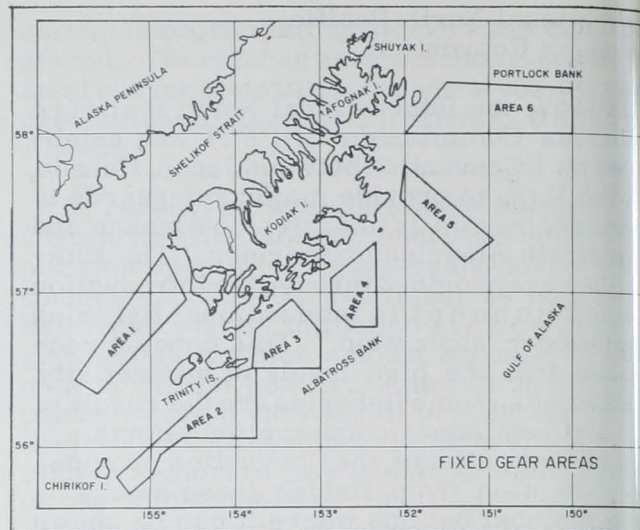 SHUYAK I.
ALASKA PENINSULA
AFOGNAK I.
PORTLOCK BANK
AREA 6
58°
SHELIKOF STRAIT
KODIAK I.
AREA 5
57°
AREA 1
AREA 4
AREA 3
TRINITY IS.
ALBATROSS BANK
GULF OF ALASKA
AREA 2
56°
FIXED GEAR AREAS
CHIRIKOF I.
155° 154° 153° 152° 151° 150°